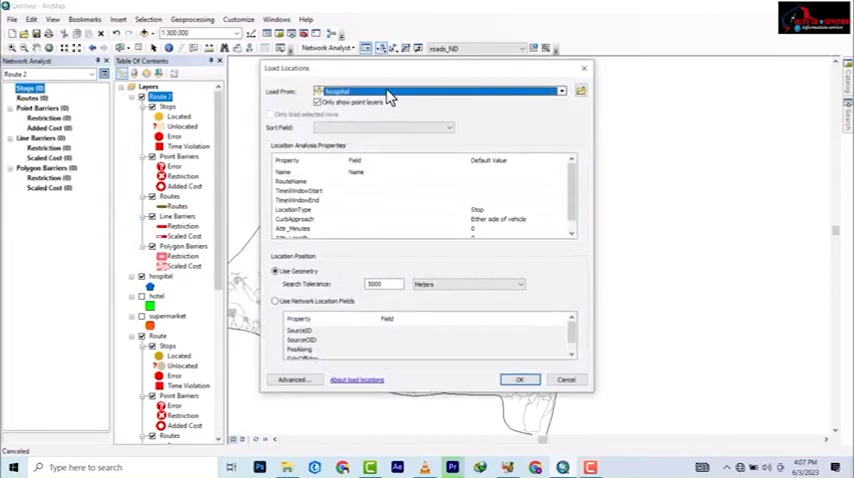 Untitled - ArcMap
File Edit View Bookmarks Insert Selection Geoprocessing Customize Windows Help
1:300,000
Network Analyst
roads_ND
Network Analyst
Route 2
Stops (0)
Routes (0)
Point Barriers
Restriction (0)
Added Cost (0)
Line Barriers
Restriction (0)
Scaled Cost (0)
Polygon Barriers
Restriction (0)
Scaled Cost (0)
Table Of Contents
Layers
Route 2
Stops
Located
Unlocated
Error
Time Violation
Point Barriers
Error
Restriction
Added Cost
Routes
Routes
Line Barriers
Restriction
Scaled Cost
Polygon Barriers
Restriction
Scaled Cost
hospital
hotel
supermarket
Route
Stops
Located
Unlocated
Error
Time Violation
Point Barriers
Error
Restriction
Added Cost
Routes
Load Locations
Load From:
hospital
Only show point layers
Only load selected rows
Sort Field:
Location Analysis Properties
Property Field Default Value
Name Name
RouteName
TimeWindowStart
TimeWindowEnd
LocationType Stop
CurbApproach Either side of vehicle
Attr_Minutes 0
Attr_Length 0
Location Position
Use Geometry
Search Tolerance: 5000 Meters
Use Network Location Fields
Property Field
SourceID
SourceOID
PosAlong
SideOfEdge
Advanced...
About load locations
OK
Cancel
Catalog
Search
information service
Canceled
Type here to search
4:07 PM
6/3/2023